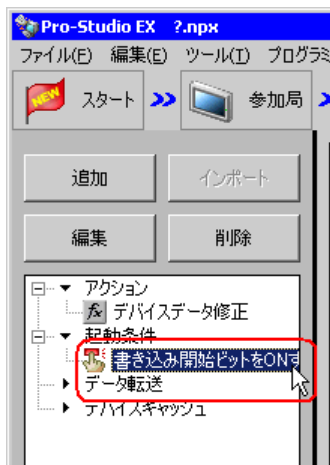 Pro-Studio EX ?.npx
ファイル(F) 編集(E) ツール(T) プログラミ
NEW スタート 参加局
追加 インポート
編集 削除
アクション
fx デバイスデータ修正
起動条件
書き込み開始ビットをONす
データ転送
デバイスキャッシュ